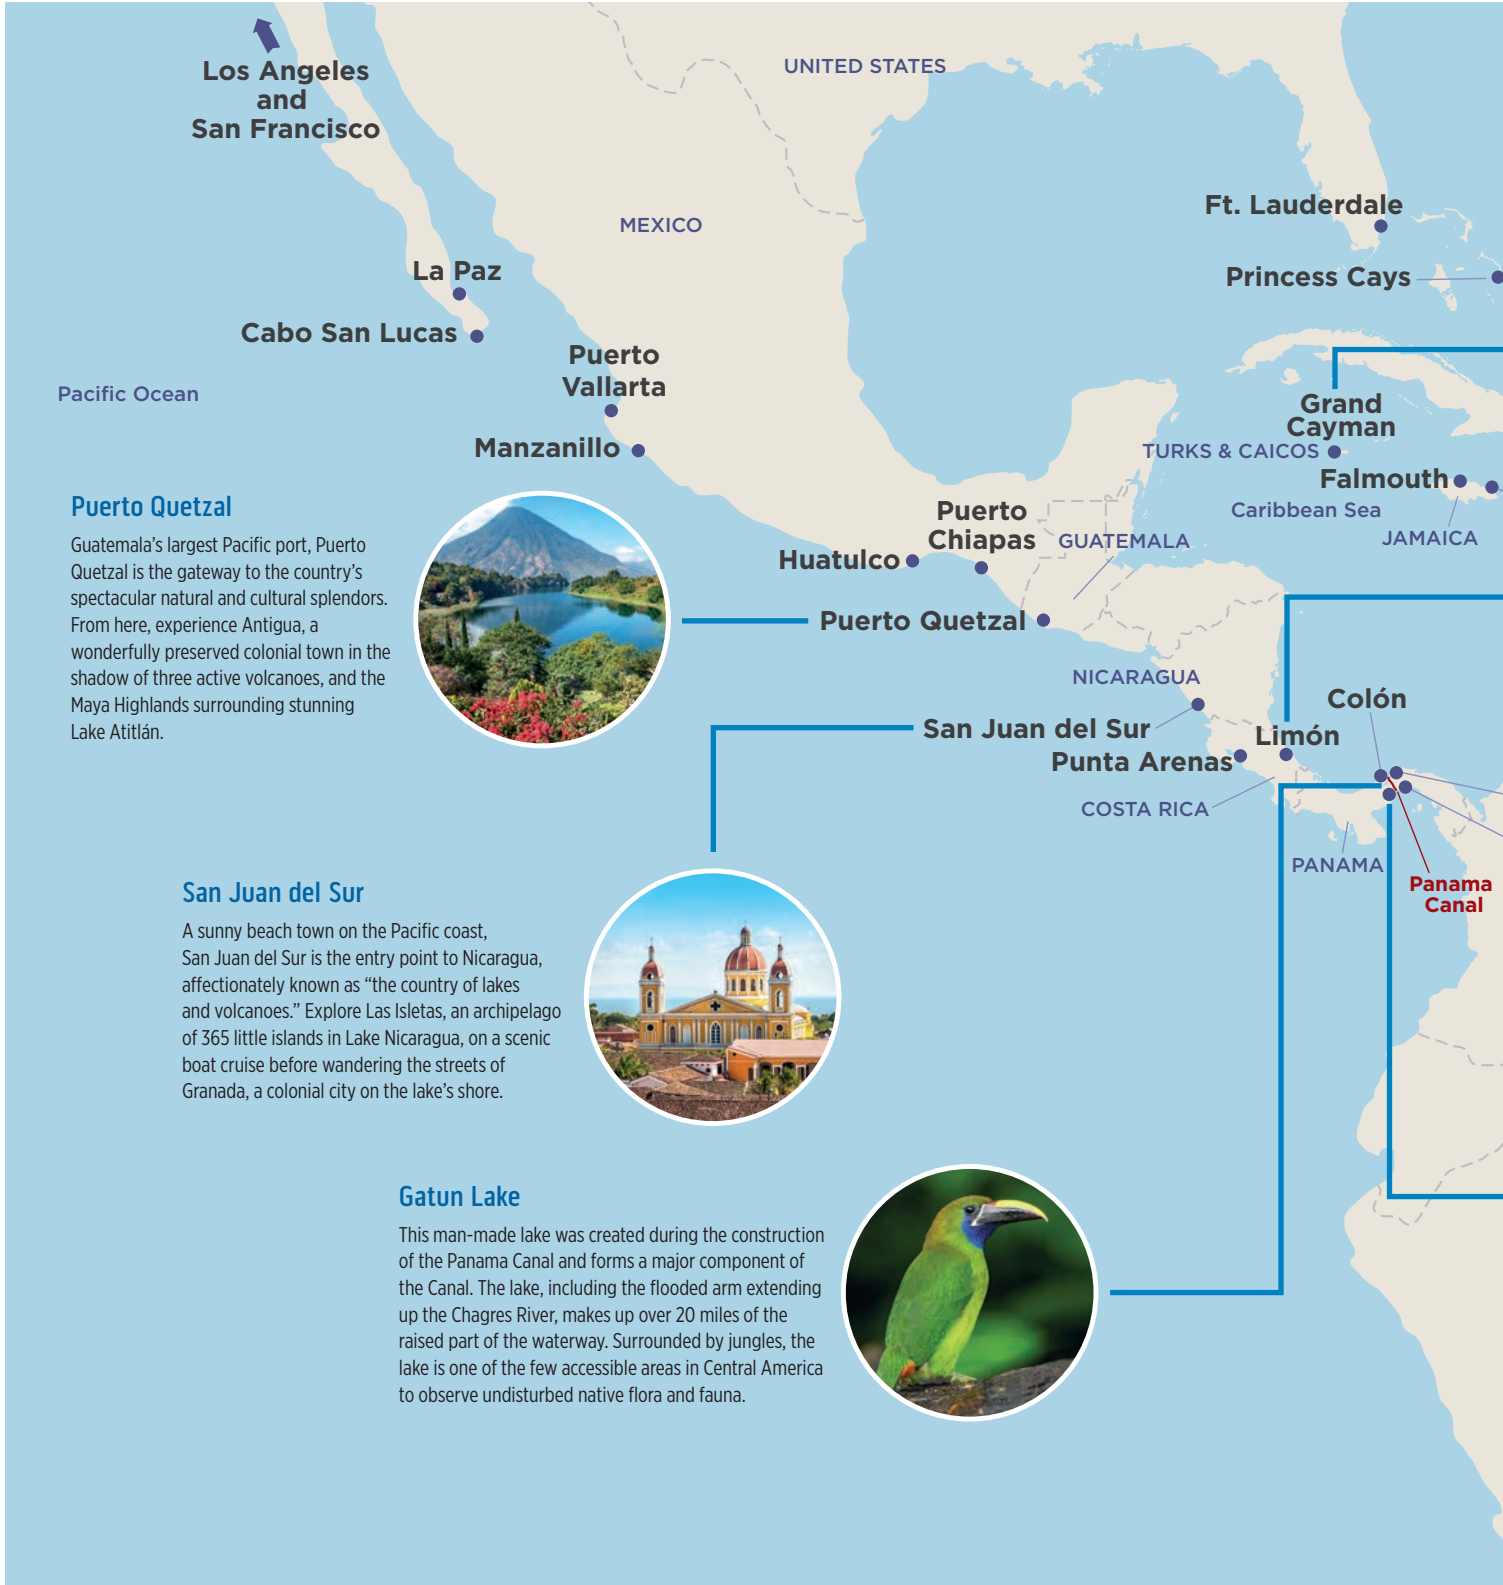 Los Angeles
and
San Francisco
UNITED STATES
MEXICO
Ft. Lauderdale
Princess Cays
La Paz
Cabo San Lucas
Puerto
Vallarta
Pacific Ocean
Manzanillo
Grand
Cayman
TURKS & CAICOS
Falmouth
Caribbean Sea
JAMAICA
Puerto
Chiapas
GUATEMALA
Huatulco
Puerto Quetzal
NICARAGUA
San Juan del Sur
Punta Arenas
Limón
Colón
COSTA RICA
PANAMA
Panama
Canal
Puerto Quetzal
Guatemala's largest Pacific port, Puerto
Quetzal is the gateway to the country's
spectacular natural and cultural splendors.
From here, experience Antigua, a
wonderfully preserved colonial town in the
shadow of three active volcanoes, and the
Maya Highlands surrounding stunning
Lake Atitlán.
San Juan del Sur
A sunny beach town on the Pacific coast,
San Juan del Sur is the entry point to Nicaragua,
affectionately known as “the country of lakes
and volcanoes.” Explore Las Isletas, an archipelago
of 365 little islands in Lake Nicaragua, on a scenic
boat cruise before wandering the streets of
Granada, a colonial city on the lake's shore.
Gatun Lake
This man-made lake was created during the construction
of the Panama Canal and forms a major component of
the Canal. The lake, including the flooded arm extending
up the Chagres River, makes up over 20 miles of the
raised part of the waterway. Surrounded by jungles, the
lake is one of the few accessible areas in Central America
to observe undisturbed native flora and fauna.